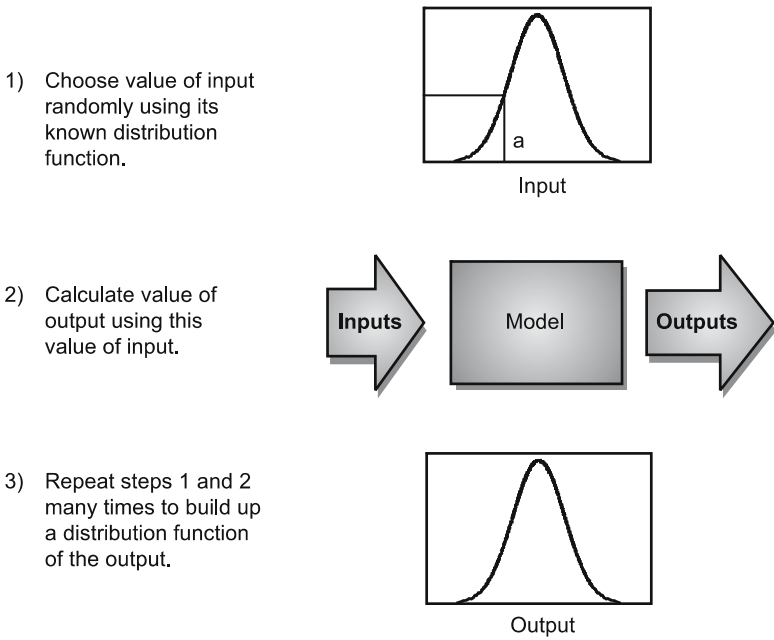 1) Choose value of input
randomly using its
known distribution
function.
a
Input
2) Calculate value of
output using this
value of input.
Inputs
Model
Outputs
3) Repeat steps 1 and 2
many times to build up
a distribution function
of the output.
Output